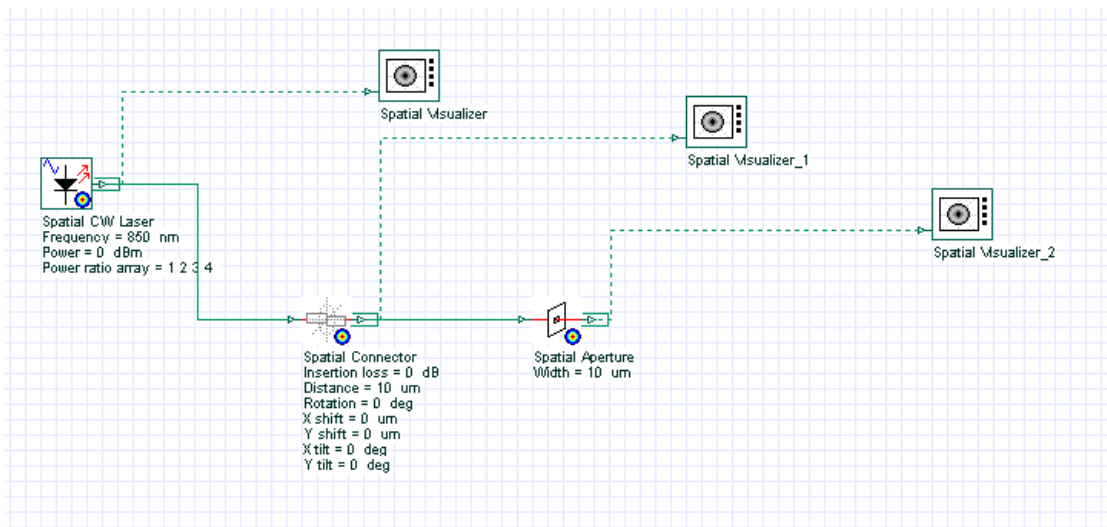 Spatial Visualizer
Spatial Visualizer_1
Spatial CW Laser
Frequency = 850 nm
Power = 0 dBm
Power ratio array = 1 2 3 4
Spatial Visualizer_2
Spatial Connector
Insertion loss = 0 dB
Distance = 10 um
Rotation = 0 deg
X shift = 0 um
Y shift = 0 um
X tilt = 0 deg
Y tilt = 0 deg
Spatial Aperture
Width = 10 um